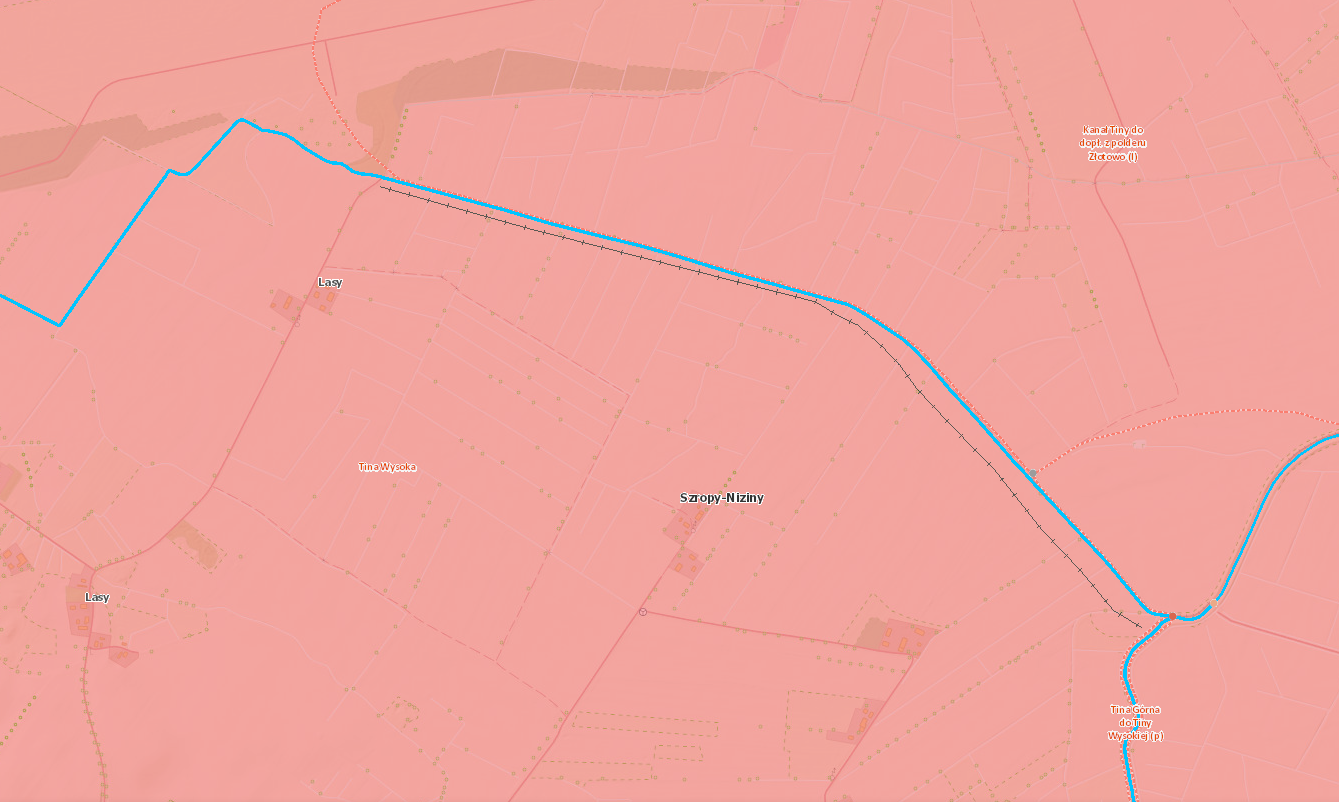 Kanał Tiny do
dopł. z polderu
Złotowo (l)
Lasy
Tina Wysoka
Szropy-Niziny
Lasy
Tina Górna
do Tiny
Wysokiej (p)